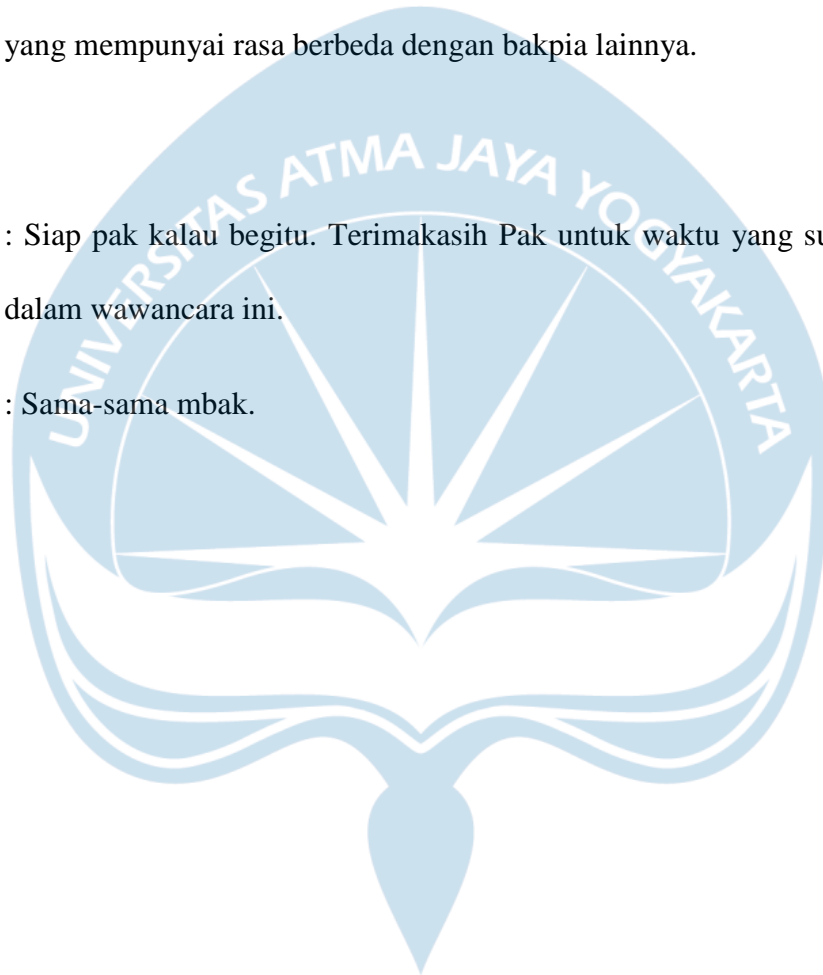 yang mempunyai rasa berbeda dengan bakpia lainnya.
UNIVERSITAS ATMA JAYA YOGYAKARTA
: Siap pak kalau begitu. Terimakasih Pak untuk waktu yang
dalam wawancara ini.
: Sama-sama mbak.